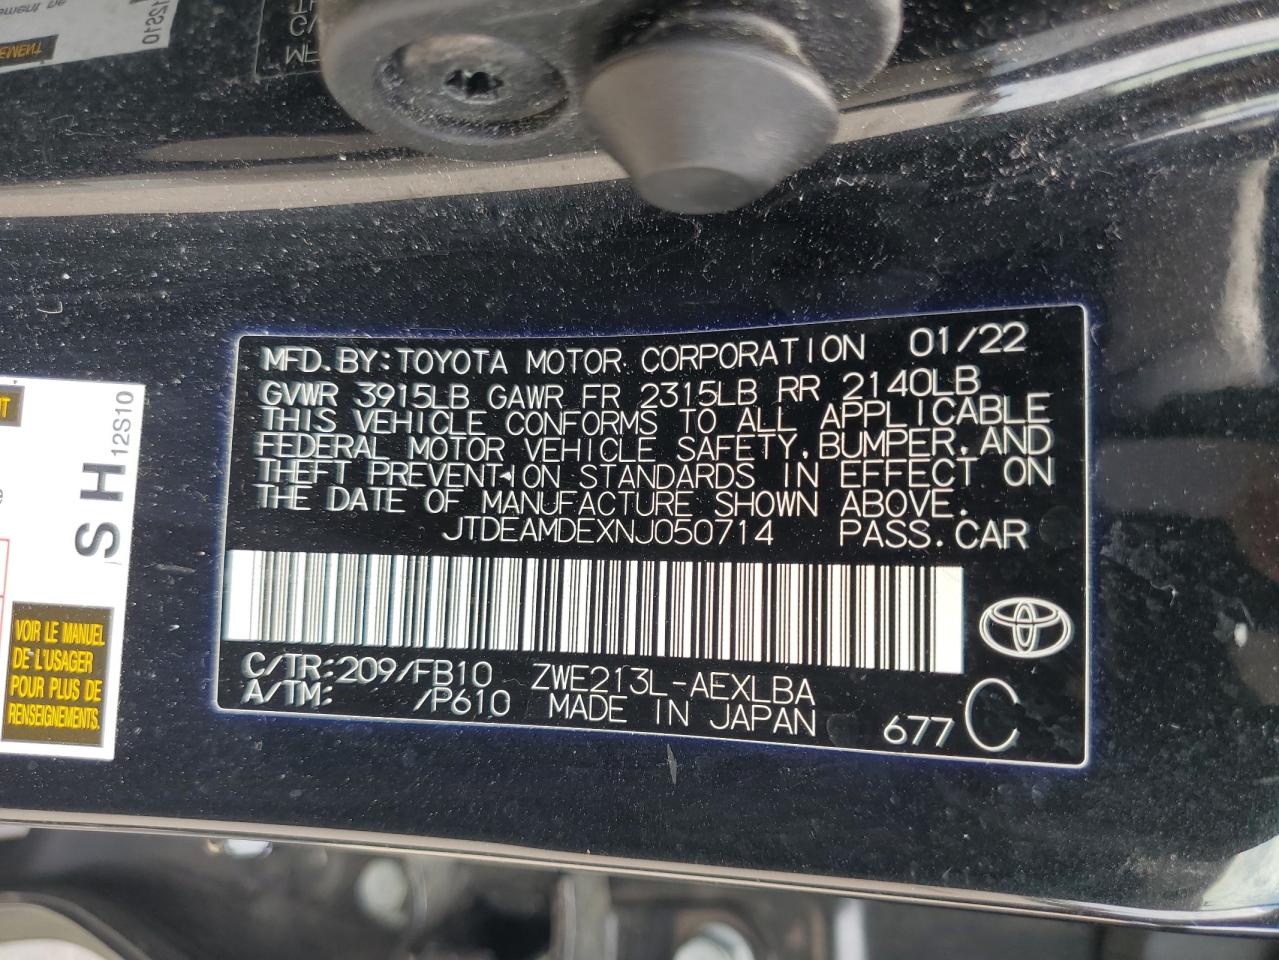 MFD.BY:TOYOTA MOTOR CORPORATION 01/22
GVWR 3915LB GAWR FR 2315LB RR 2140LB
THIS VEHICLE CONFORMS TO ALL APPLICABLE
FEDERAL MOTOR VEHICLE SAFETY,BUMPER,AND
THEFT PREVENTION STANDARDS IN EFFECT ON
THE DATE OF MANUFACTURE SHOWN ABOVE.
JTDEAMDEXNJ050714 PASS.CAR
C/TR:209/FB10 ZWE213L-AEXLBA
A/TM: /P610 MADE IN JAPAN 677 C
SH 12S10
VOIR LE MANUEL
DE L'USAGER
POUR PLUS DE
RENSEIGNEMENTS.
12S10